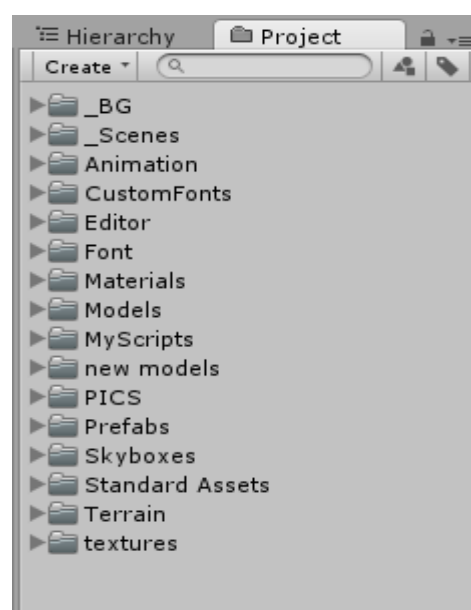 Hierarchy Project
Create
_BG
_Scenes
Animation
CustomFonts
Editor
Font
Materials
Models
MyScripts
new models
PICS
Prefabs
Skyboxes
Standard Assets
Terrain
textures